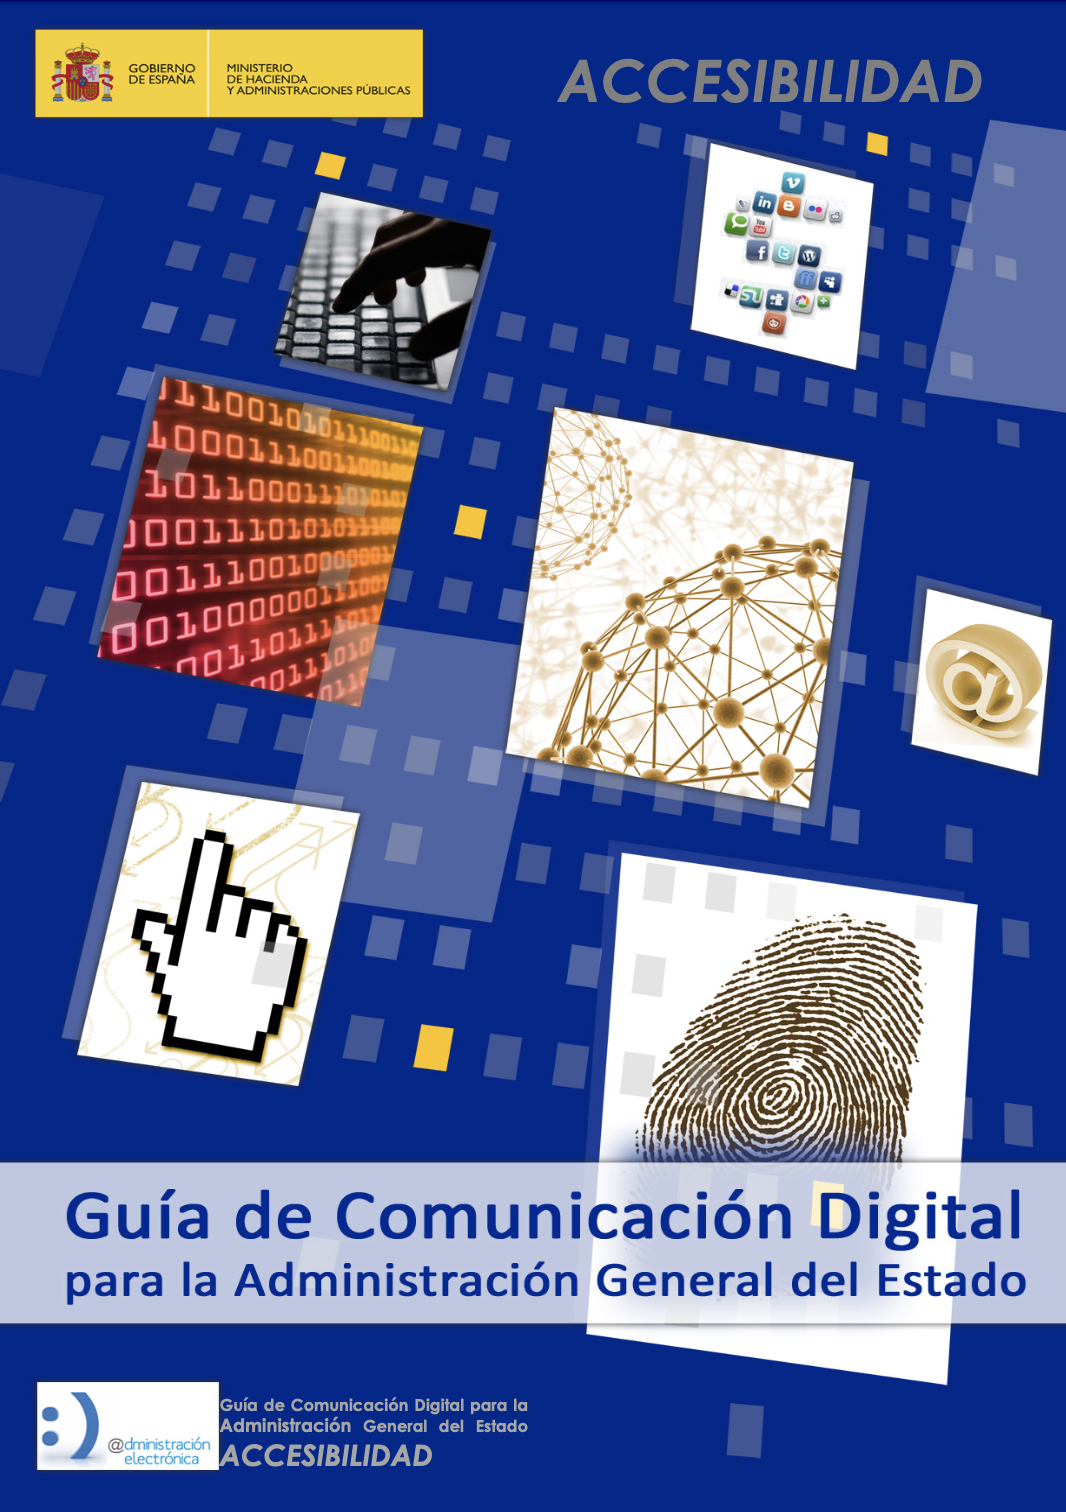 GOBIERNO
DE ESPAÑA
MINISTERIO
DE HACIENDA
Y ADMINISTRACIONES PÚBLICAS
ACCESIBILIDAD
Guía de Comunicación Digital
para la Administración General del Estado
Guía de Comunicación Digital para la
Administración General del Estado
ACCESIBILIDAD
@dministración
electrónica